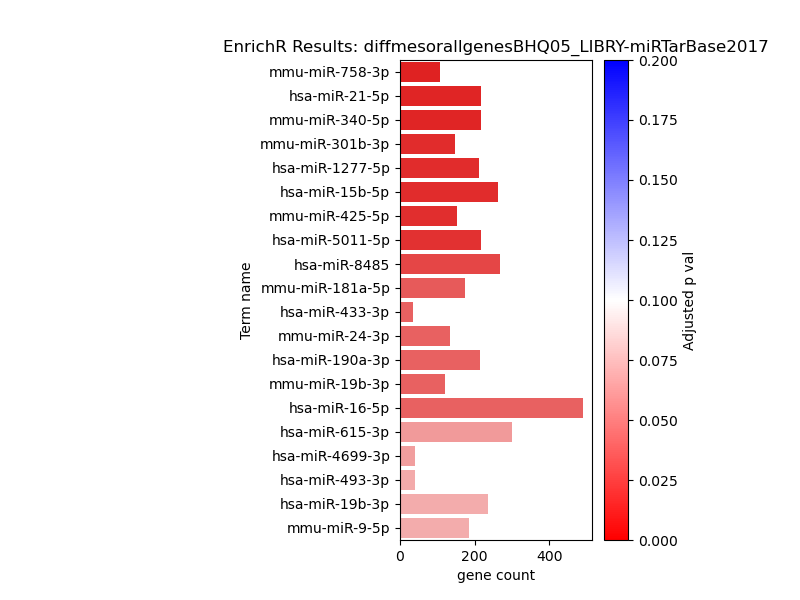 EnrichR Results: diffmesorallgenesBHQ05_LIBRY-miRTarBase2017
Term name
mmu-miR-758-3p
hsa-miR-21-5p
mmu-miR-340-5p
mmu-miR-301b-3p
hsa-miR-1277-5p
hsa-miR-15b-5p
mmu-miR-425-5p
hsa-miR-5011-5p
hsa-miR-8485
mmu-miR-181a-5p
hsa-miR-433-3p
mmu-miR-24-3p
hsa-miR-190a-3p
mmu-miR-19b-3p
hsa-miR-16-5p
hsa-miR-615-3p
hsa-miR-4699-3p
hsa-miR-493-3p
hsa-miR-19b-3p
mmu-miR-9-5p
0 200 400
gene count
0.200
0.175
0.150
0.125
0.100
0.075
0.050
0.025
0.000
Adjusted p val